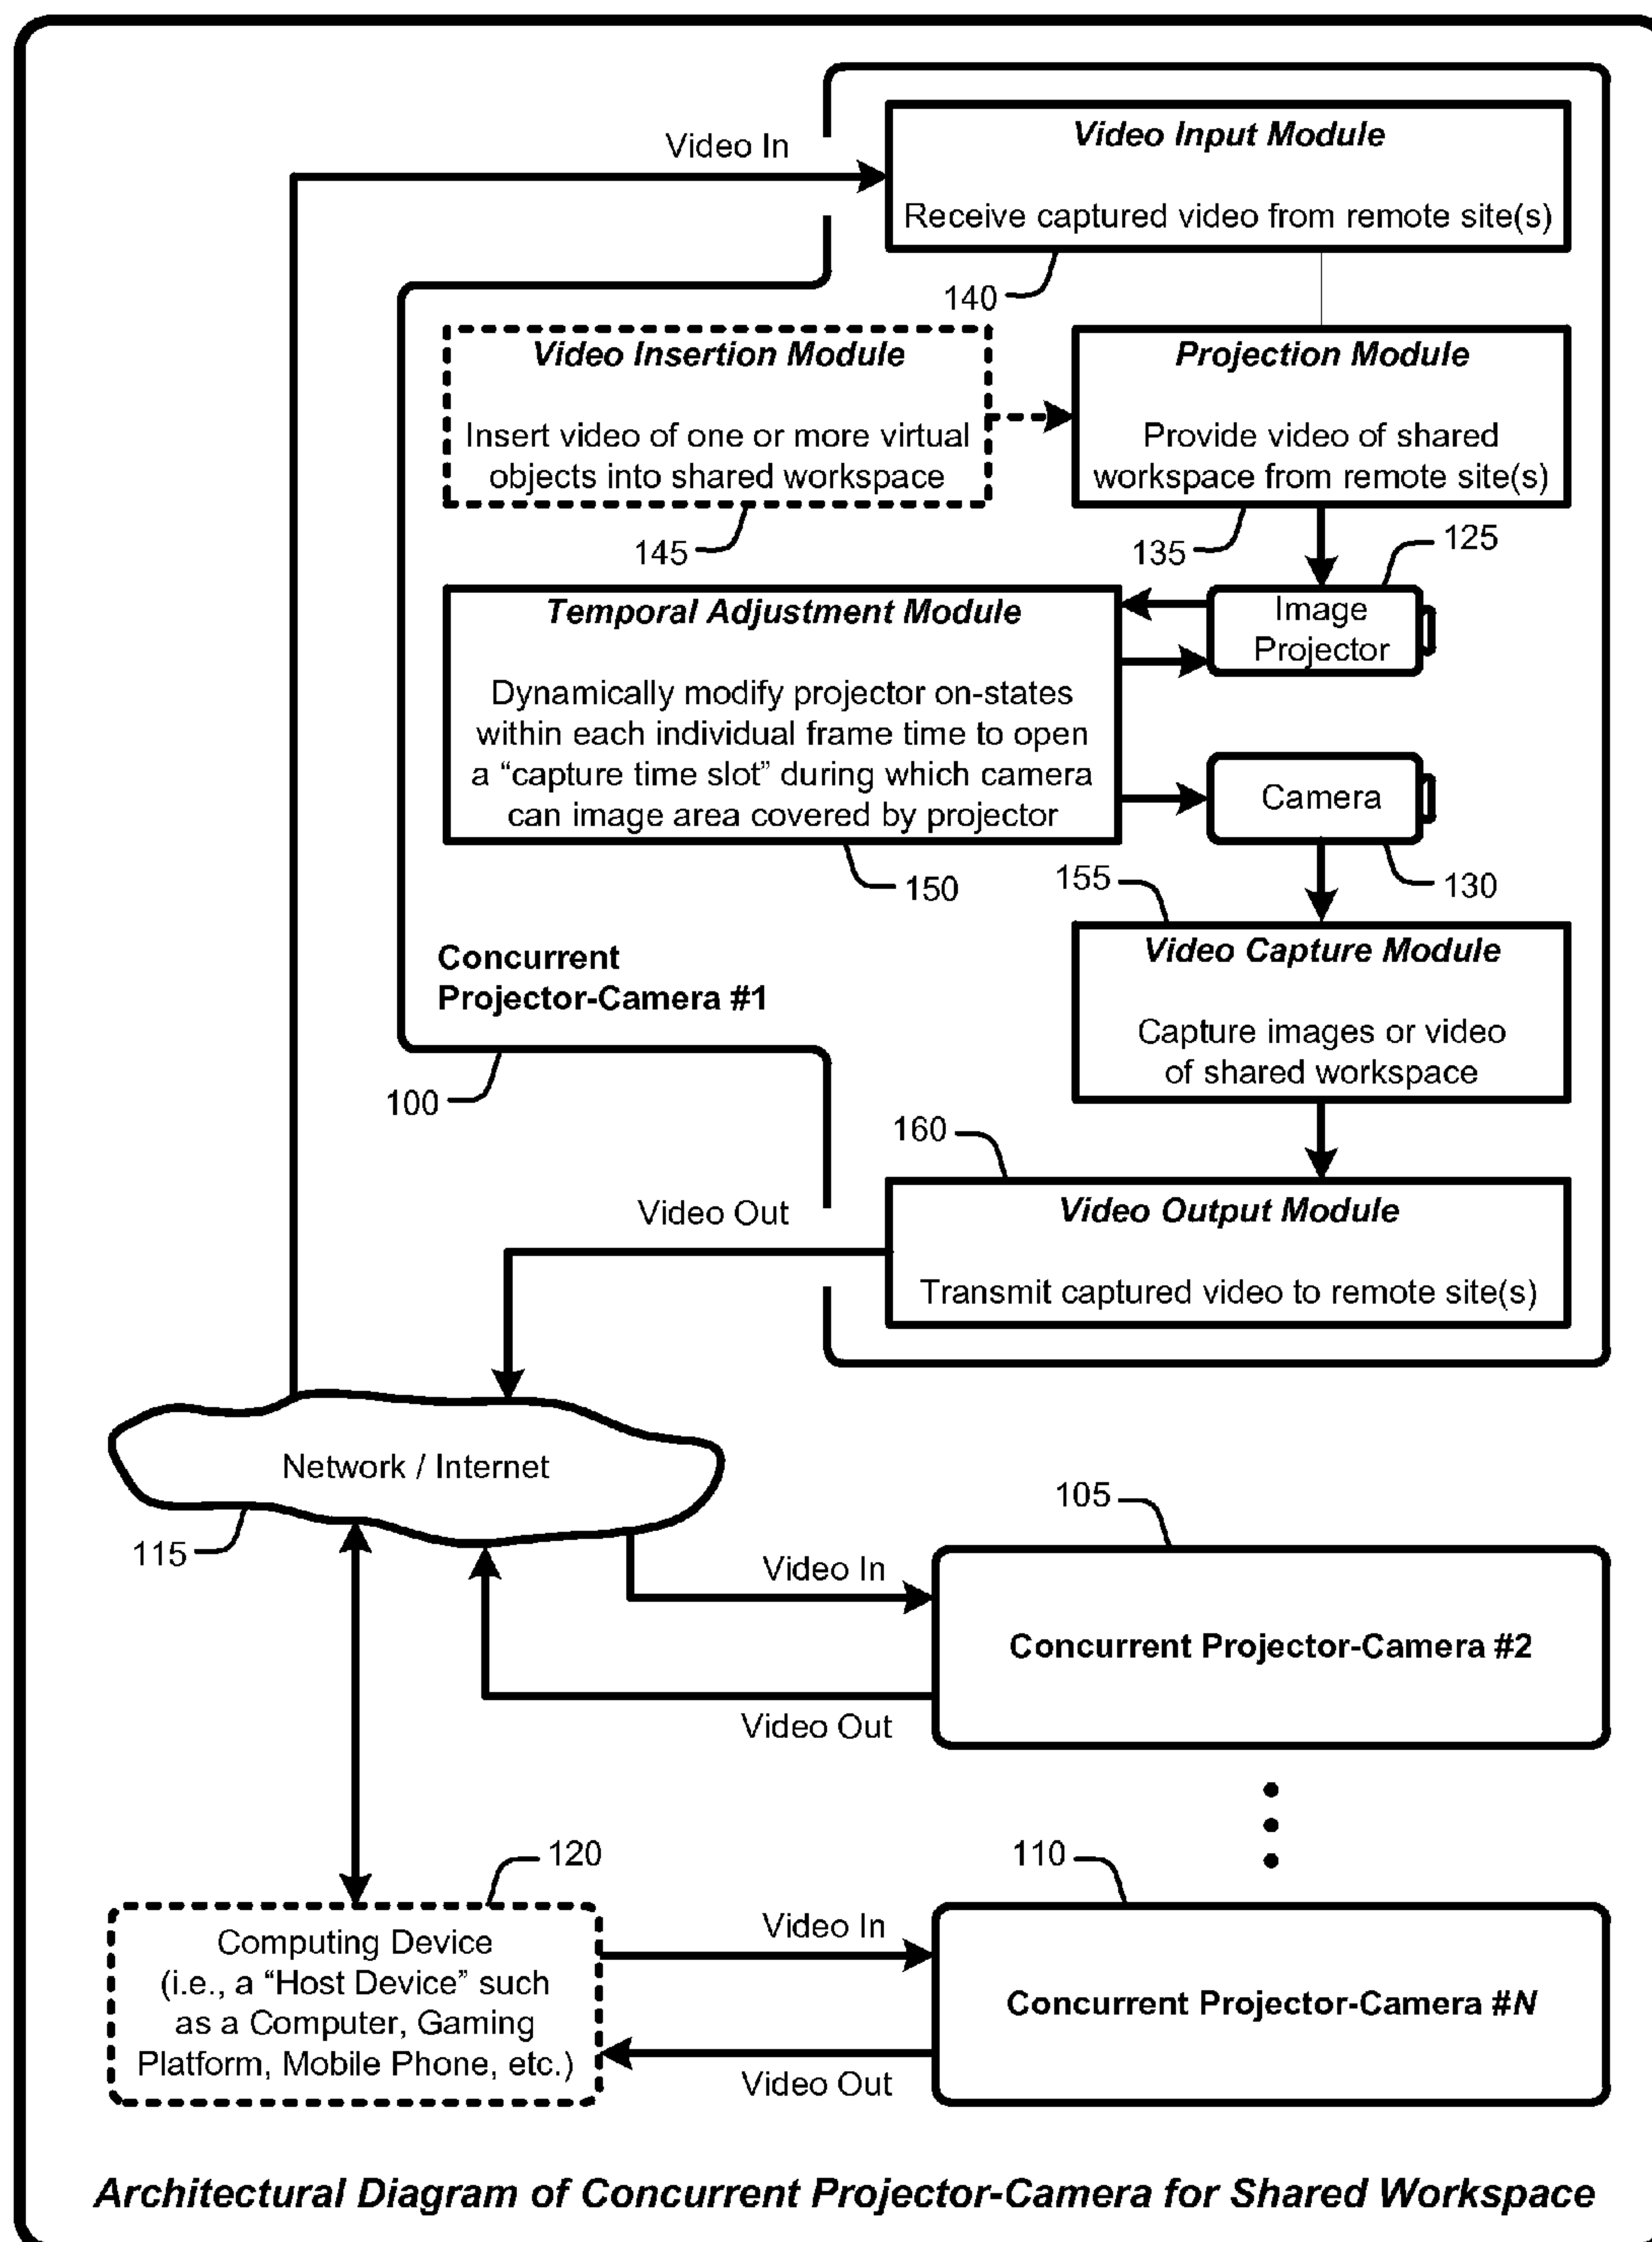 Video In
Video Input Module
Receive captured video from remote site(s)
140
Video Insertion Module
Insert video of one or more virtual
objects into shared workspace
145
Projection Module
Provide video of shared
workspace from remote site(s)
135
125
Image
Projector
Temporal Adjustment Module
Dynamically modify projector on-states
within each individual frame time to open
a “capture time slot” during which camera
can image area covered by projector
150
Camera
130
155
Concurrent
Projector-Camera #1
100
Video Capture Module
Capture images or video
of shared workspace
160
Video Out
Video Output Module
Transmit captured video to remote site(s)
Network / Internet
115
105
Video In
Concurrent Projector-Camera #2
Video Out
120
110
Computing Device
(i.e., a “Host Device” such
as a Computer, Gaming
Platform, Mobile Phone, etc.)
Video In
Concurrent Projector-Camera #N
Video Out
Architectural Diagram of Concurrent Projector-Camera for Shared Workspace